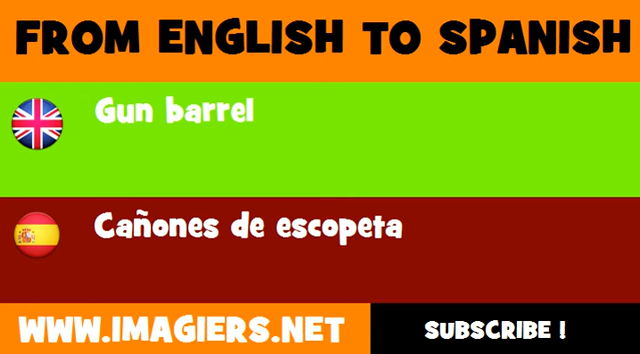 FROM ENGLISH TO SPANISH
Gun barrel
Cañones de escopeta
WWW.IMAGIERS.NET
SUBSCRIBE !